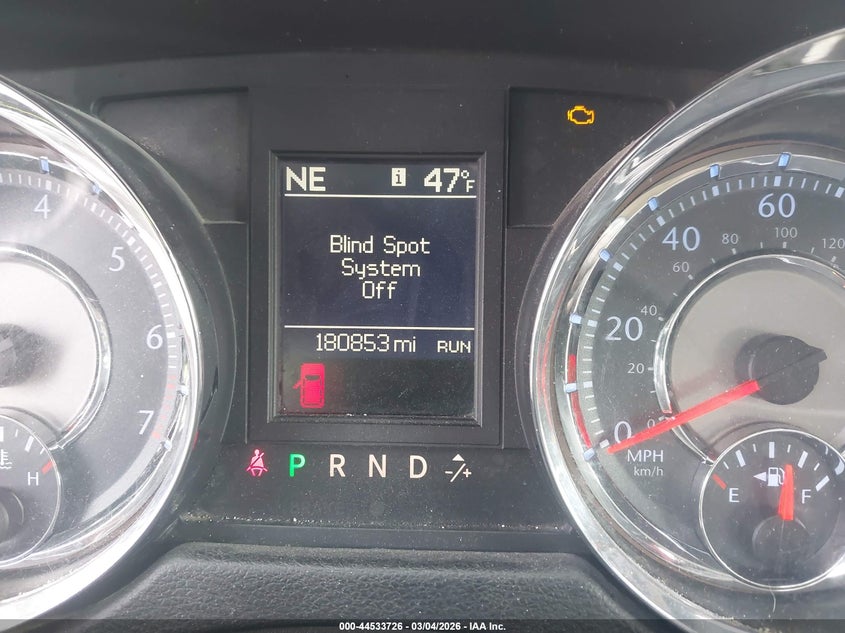 NE i 47°F
Blind Spot
System
Off
180853 mi RUN
P R N D -/+
4
5
6
7
H
0
20
40
60
0
20
40
60
80
100
120
MPH
km/h
E F
000-44533726 - 03/04/2026 - IAA Inc.